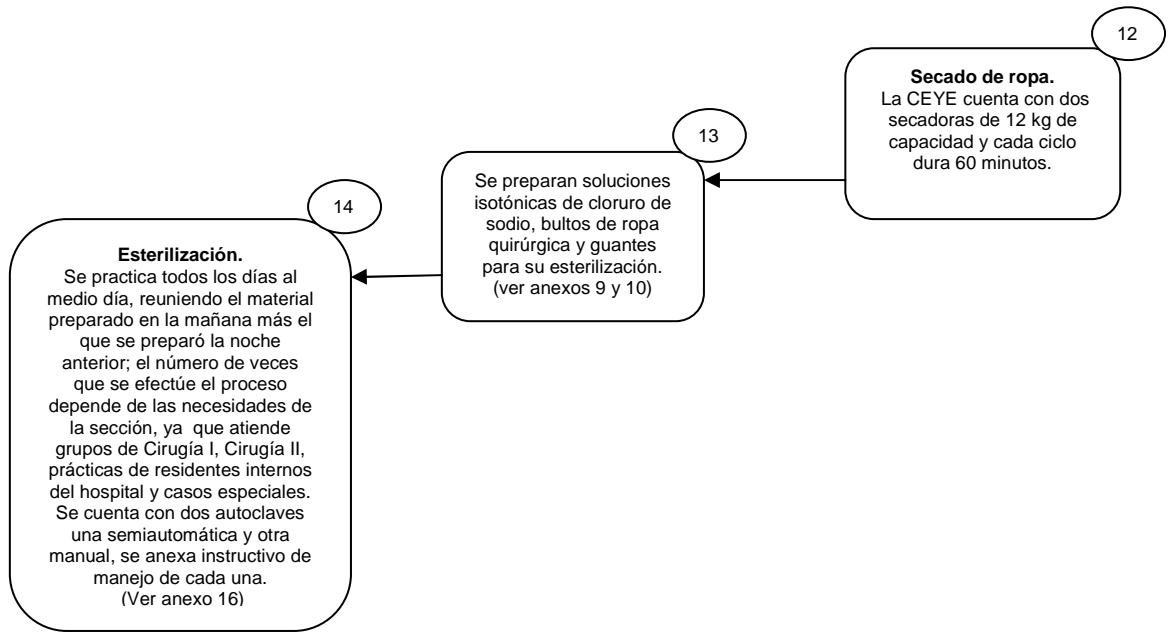 12
Secado de ropa.
La CEYE cuenta con dos
secadoras de 12 kg de
capacidad y cada ciclo
dura 60 minutos.
13
Se preparan soluciones
isotónicas de cloruro de
sodio, bultos de ropa
quirúrgica y guantes
para su esterilización.
(ver anexos 9 y 10)
14
Esterilización.
Se practica todos los días al
medio día, reuniendo el material
preparado en la mañana más el
que se preparó la noche
anterior; el número de veces
que se efectúe el proceso
depende de las necesidades de
la sección, ya que atiende
grupos de Cirugía I, Cirugía II,
prácticas de residentes internos
del hospital y casos especiales.
Se cuenta con dos autoclaves
una semiautomática y otra
manual, se anexa instructivo de
manejo de cada una.
(Ver anexo 16)